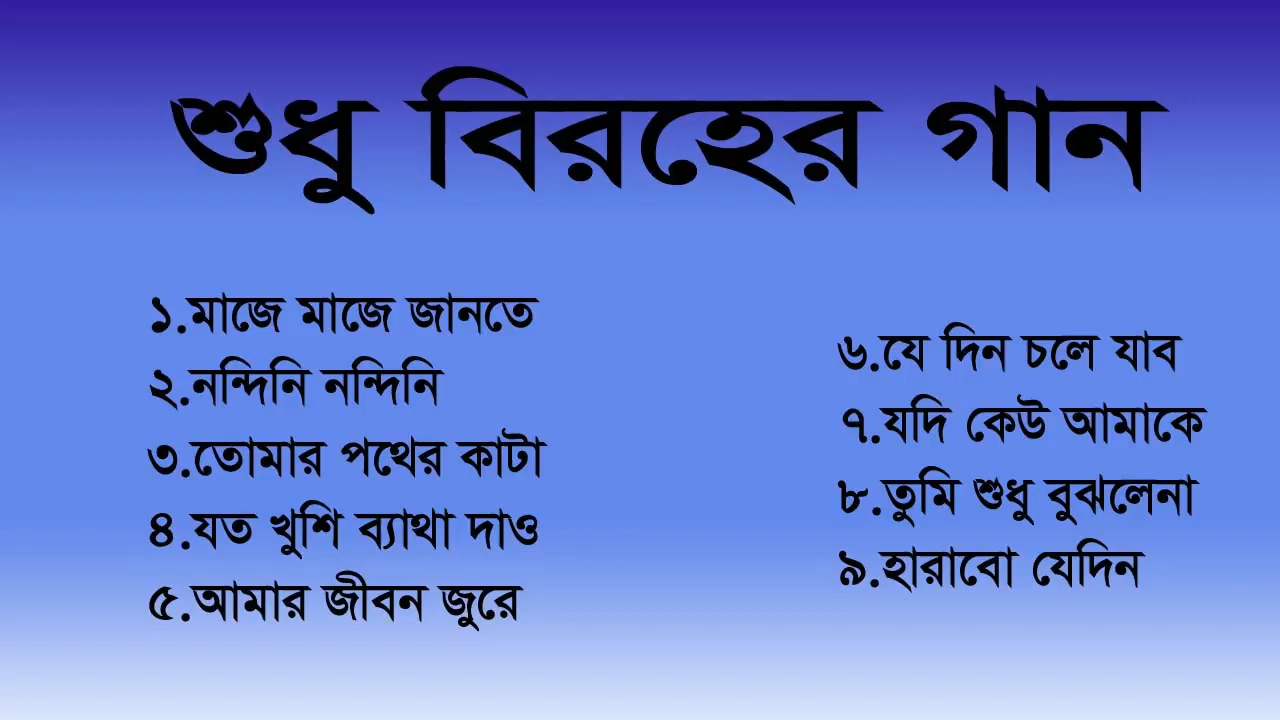 শুধু বিরহের গান
১.মাজে মাজে জানতে
২.নন্দিনি নন্দিনি
৩.তোমার পথের কাটা
৪.যত খুশি ব্যাথা দাও
৫.আমার জীবন জুরে
৬.যে দিন চলে যাব
৭.যদি কেউ আমাকে
৮.তুমি শুধু বুঝলেনা
৯.হারাবো যেদিন